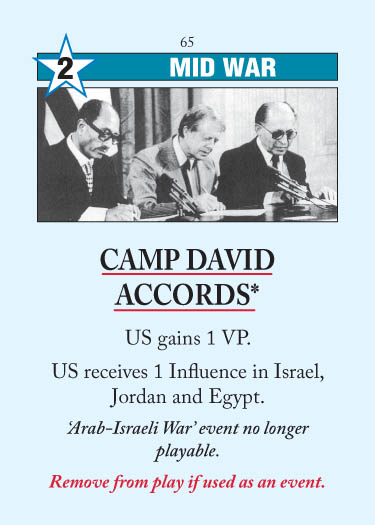 65
2 MID WAR
CAMP DAVID
ACCORDS*
US gains 1 VP.
US receives 1 Influence in Israel,
Jordan and Egypt.
‘Arab-Israeli War’ event no longer
playable.
Remove from play if used as an event.